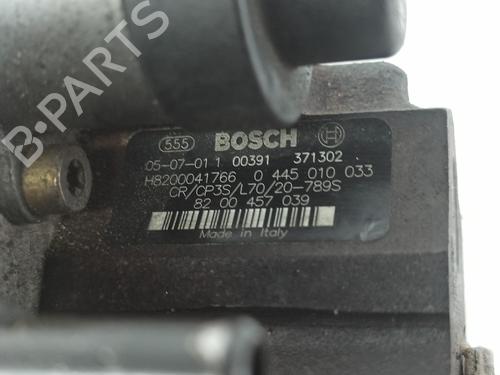 555 BOSCH
05-07-01 1 00391 371302
H8200041766 0 445 010 033
CR/CP3S/L70/20-789S
82 00 457 039
Made in Italy
B-PARTS